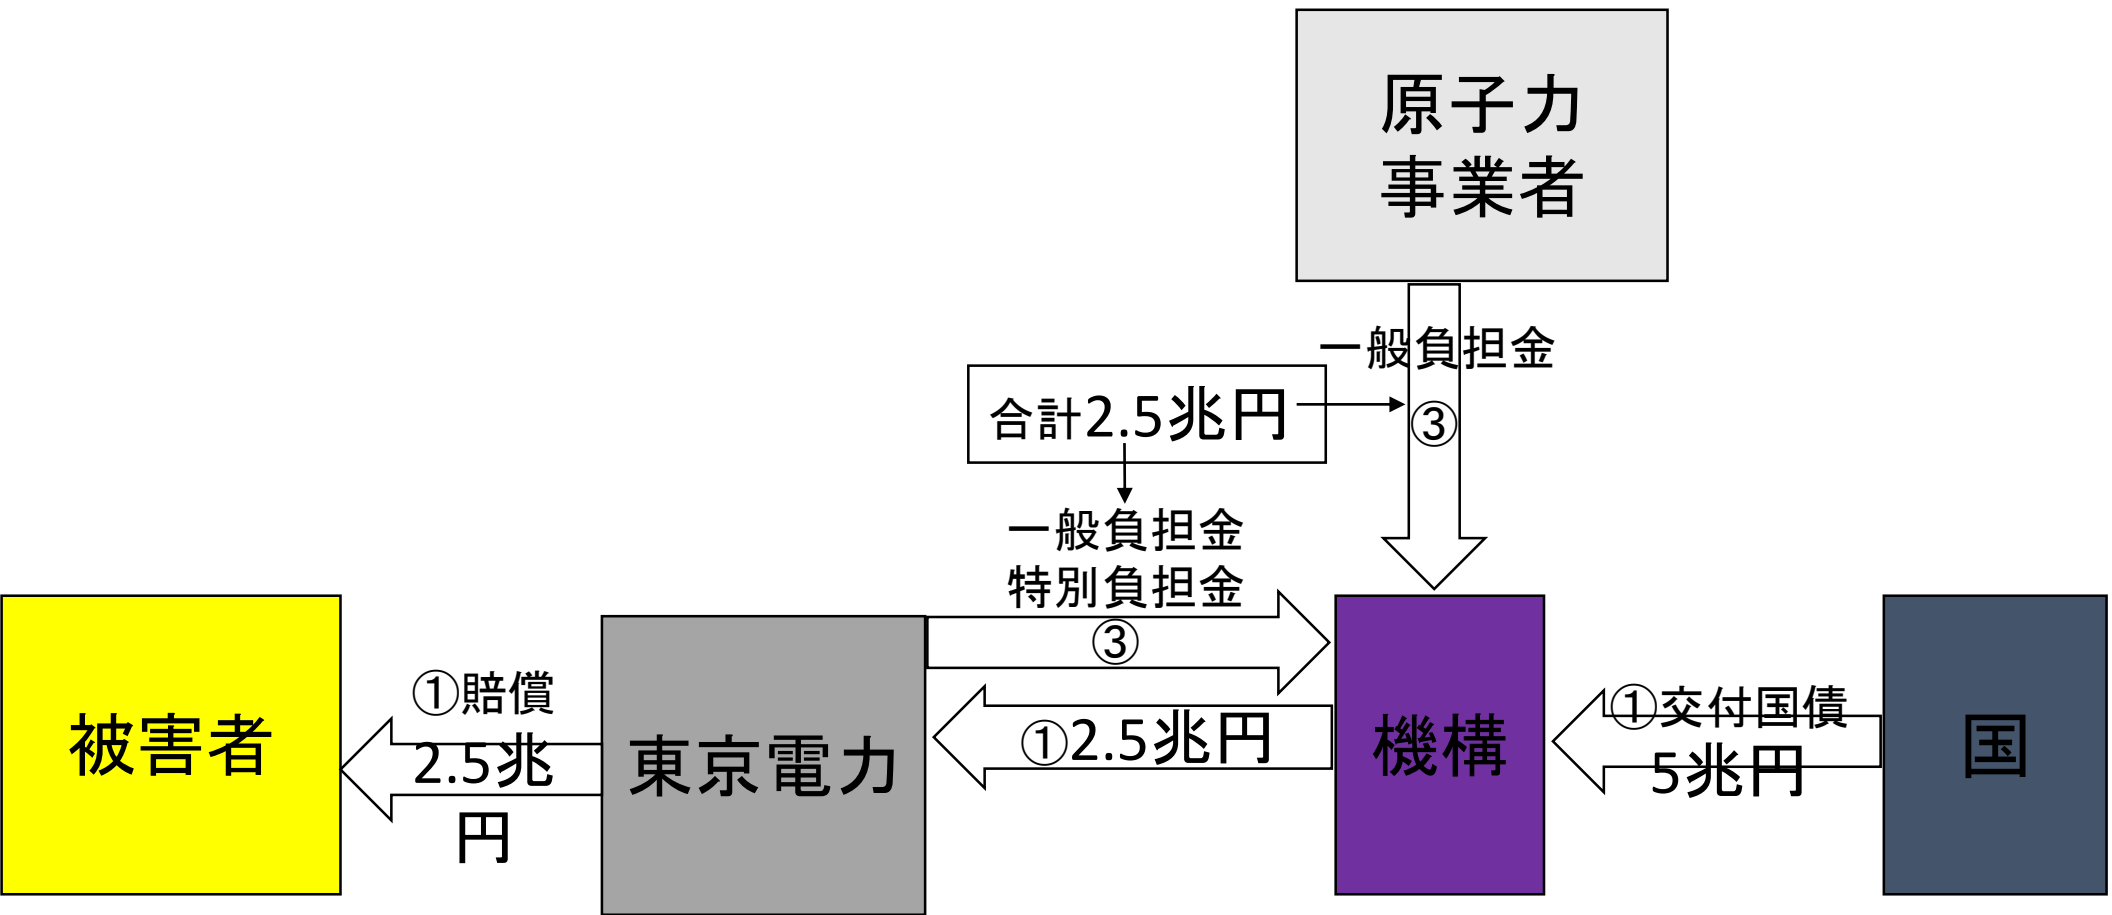 原子力
事業者
一般負担金
合計2.5兆円
③
一般負担金
特別負担金
③
①賠償
2.5兆
円
被害者
東京電力
①2.5兆円
機構
①交付国債
5兆円
国